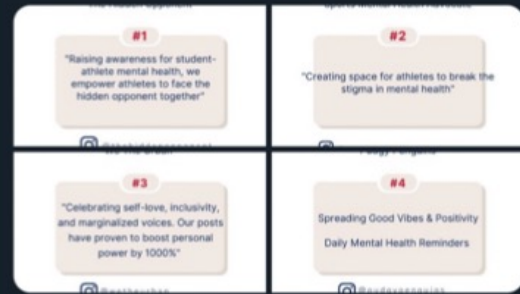 #1
"Raising awareness for student-
athlete mental health, we
empower athletes to face the
hidden opponent together"
#2
"Creating space for athletes to break the
stigma in mental health"
#3
"Celebrating self-love, inclusivity,
and marginalized voices. Our posts
have proven to boost personal
power by 1000%"
#4
Spreading Good Vibes & Positivity
Daily Mental Health Reminders